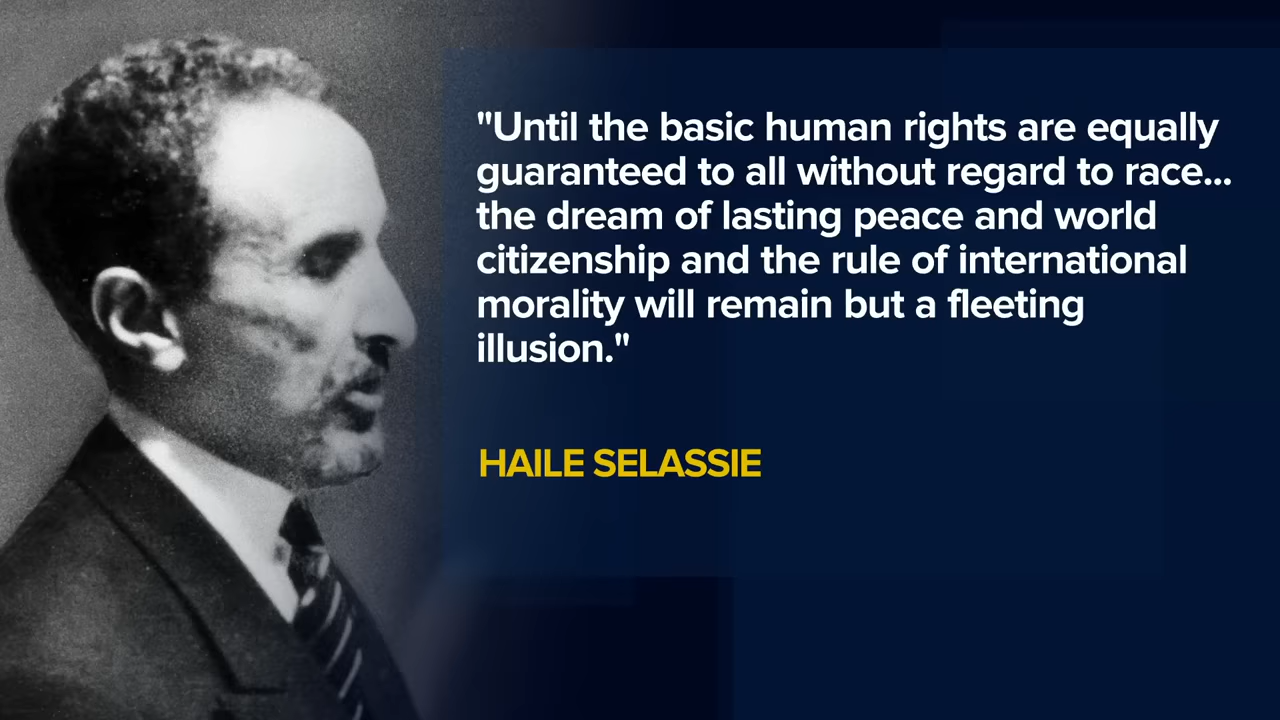 "Until the basic human rights are equally
guaranteed to all without regard to race...
the dream of lasting peace and world
citizenship and the rule of international
morality will remain but a fleeting
illusion."
HAILE SELASSIE